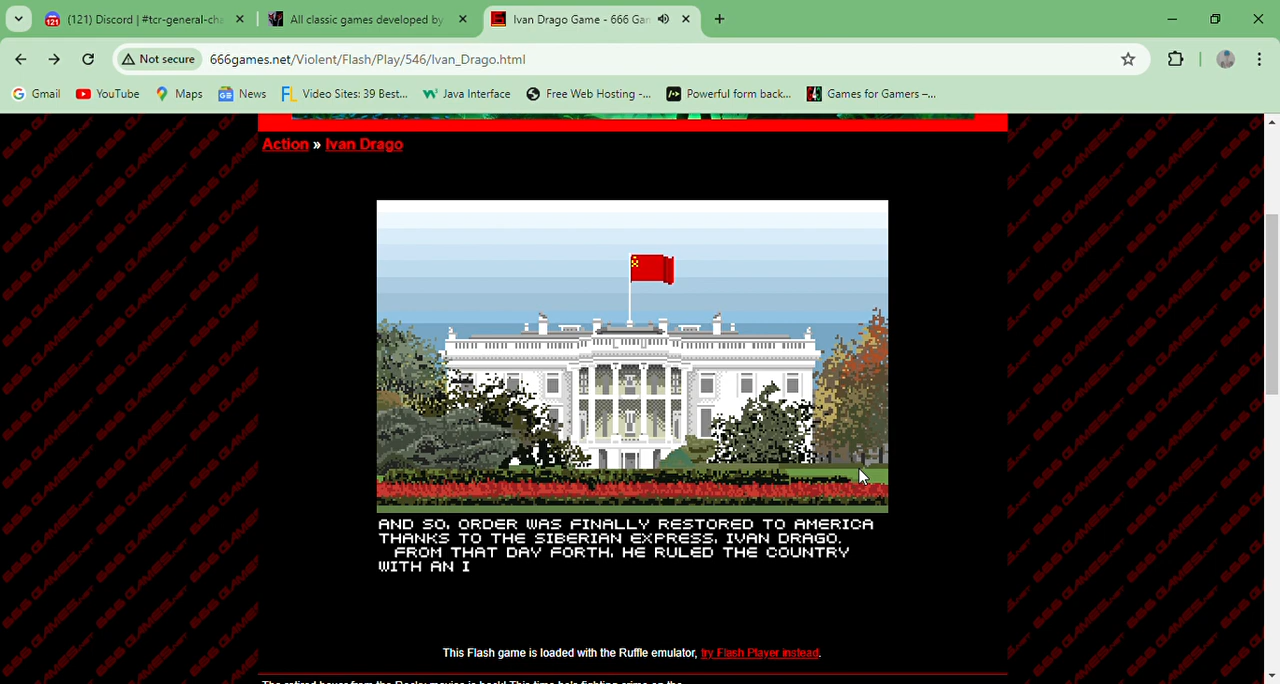 (121) Discord | #tcr-general-cha
All classic games developed by
Ivan Drago Game - 666 Gam
Not secure
666games.net/Violent/Flash/Play/546/Ivan_Drago.html
Gmail
YouTube
Maps
News
Video Sites: 39 Best...
Java Interface
Free Web Hosting -...
Powerful form back...
Games for Gamers –...
Action » Ivan Drago
AND SO, ORDER WAS FINALLY RESTORED TO AMERICA
THANKS TO THE SIBERIAN EXPRESS, IVAN DRAGO.
FROM THAT DAY FORTH, HE RULED THE COUNTRY
WITH AN I
This Flash game is loaded with the Ruffle emulator, try Flash Player instead.